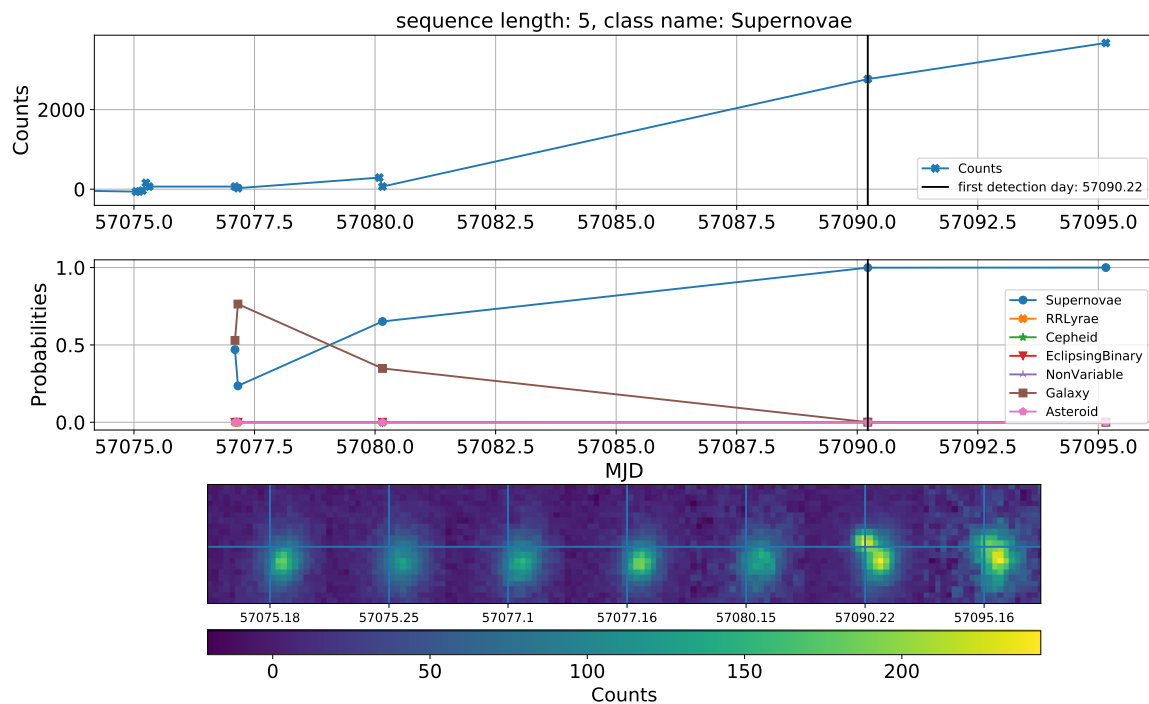 sequence length: 5, class name: Supernovae
Counts
2000
0
Counts
first detection day: 57090.22
57075.0 57077.5 57080.0 57082.5 57085.0 57087.5 57090.0 57092.5 57095.0
Probabilities
1.0
0.5
0.0
Supernovae
RRLyrae
Cepheid
EclipsingBinary
NonVariable
Galaxy
Asteroid
57075.0 57077.5 57080.0 57082.5 57085.0 57087.5 57090.0 57092.5 57095.0
MJD
57075.18 57075.25 57077.1 57077.16 57080.15 57090.22 57095.16
0 50 100 150 200
Counts